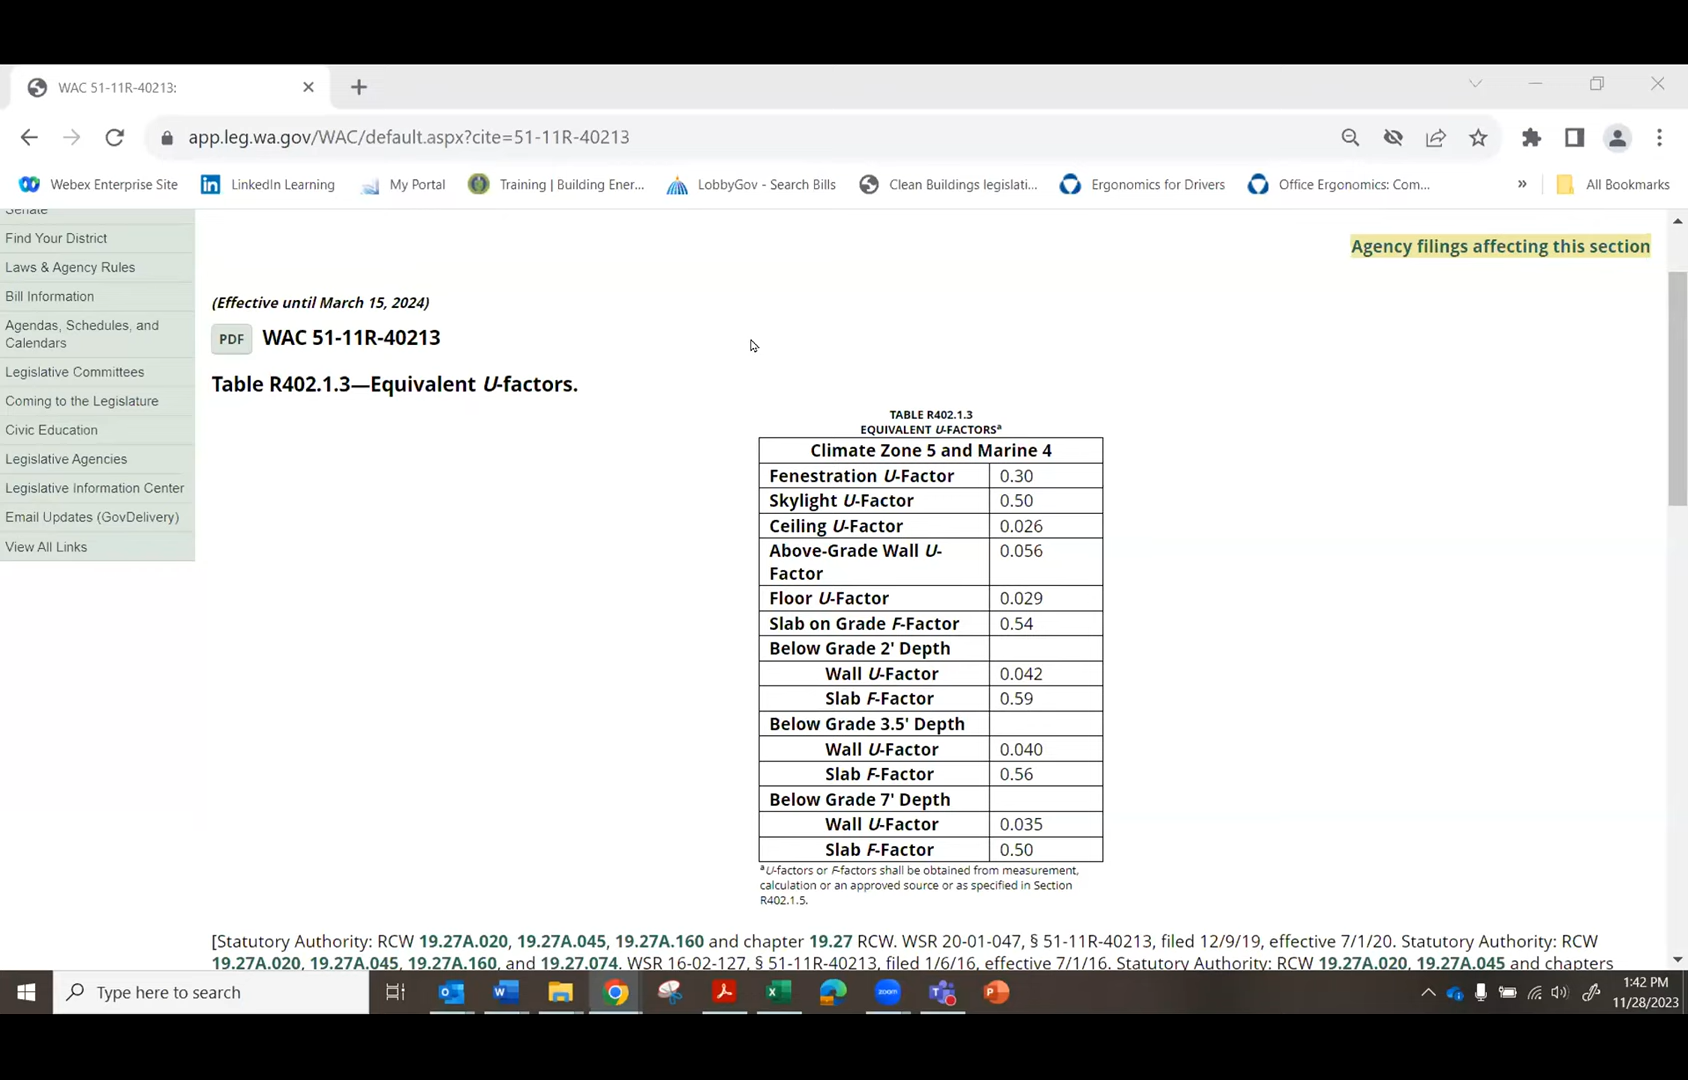 WAC 51-11R-40213:
app.leg.wa.gov/WAC/default.aspx?cite=51-11R-40213
Webex Enterprise Site
LinkedIn Learning
My Portal
Training | Building Ener...
LobbyGov - Search Bills
Clean Buildings legislati...
Ergonomics for Drivers
Office Ergonomics: Com...
»
All Bookmarks
Senate
Find Your District
Laws & Agency Rules
Bill Information
Agendas, Schedules, and
Calendars
Legislative Committees
Coming to the Legislature
Civic Education
Legislative Agencies
Legislative Information Center
Email Updates (GovDelivery)
View All Links
Agency filings affecting this section
(Effective until March 15, 2024)
PDF WAC 51-11R-40213
Table R402.1.3—Equivalent U-factors.
TABLE R402.1.3
EQUIVALENT U-FACTORSᵃ
Climate Zone 5 and Marine 4
Fenestration U-Factor 0.30
Skylight U-Factor 0.50
Ceiling U-Factor 0.026
Above-Grade Wall U- 0.056
Factor
Floor U-Factor 0.029
Slab on Grade F-Factor 0.54
Below Grade 2' Depth
Wall U-Factor 0.042
Slab F-Factor 0.59
Below Grade 3.5' Depth
Wall U-Factor 0.040
Slab F-Factor 0.56
Below Grade 7' Depth
Wall U-Factor 0.035
Slab F-Factor 0.50
ᵃU-factors or F-factors shall be obtained from measurement,
calculation or an approved source or as specified in Section
R402.1.5.
[Statutory Authority: RCW 19.27A.020, 19.27A.045, 19.27A.160 and chapter 19.27 RCW. WSR 20-01-047, § 51-11R-40213, filed 12/9/19, effective 7/1/20. Statutory Authority: RCW
19.27A.020, 19.27A.045, 19.27A.160, and 19.27.074. WSR 16-02-127, § 51-11R-40213, filed 1/6/16, effective 7/1/16. Statutory Authority: RCW 19.27A.020, 19.27A.045 and chapters
Type here to search
zoom
1:42 PM
11/28/2023